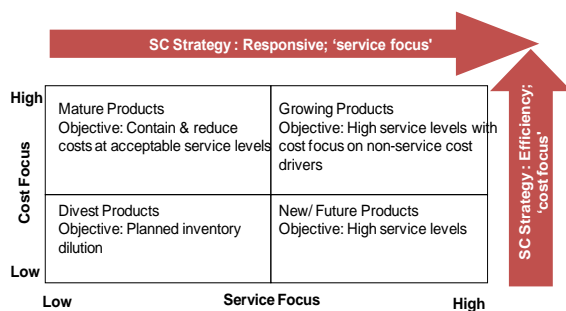 SC Strategy : Responsive; ‘service focus'
High
Mature Products
Objective: Contain & reduce
costs at acceptable service levels
Growing Products
Objective: High service levels with
cost focus on non-service cost
drivers
Cost Focus
Divest Products
Objective: Planned inventory
dilution
New/ Future Products
Objective: High service levels
Low
Low
Service Focus
High
SC Strategy : Efficiency;
‘cost focus'